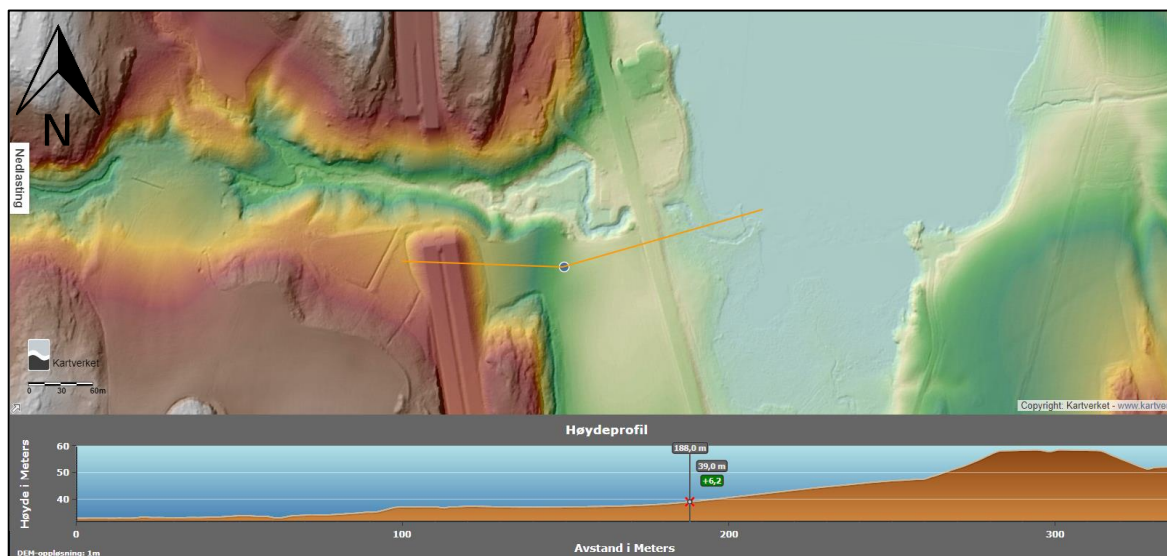 N
Nedlasting
Kartverket
0 30 60m
Copyright: Kartverket - www.kartve
Høydeprofil
Høyde i Meters
60
50
40
188,0 m
39,0 m
+6,2
0 100 200 300
Avstand i Meters
DEM-oppløsning: 1m